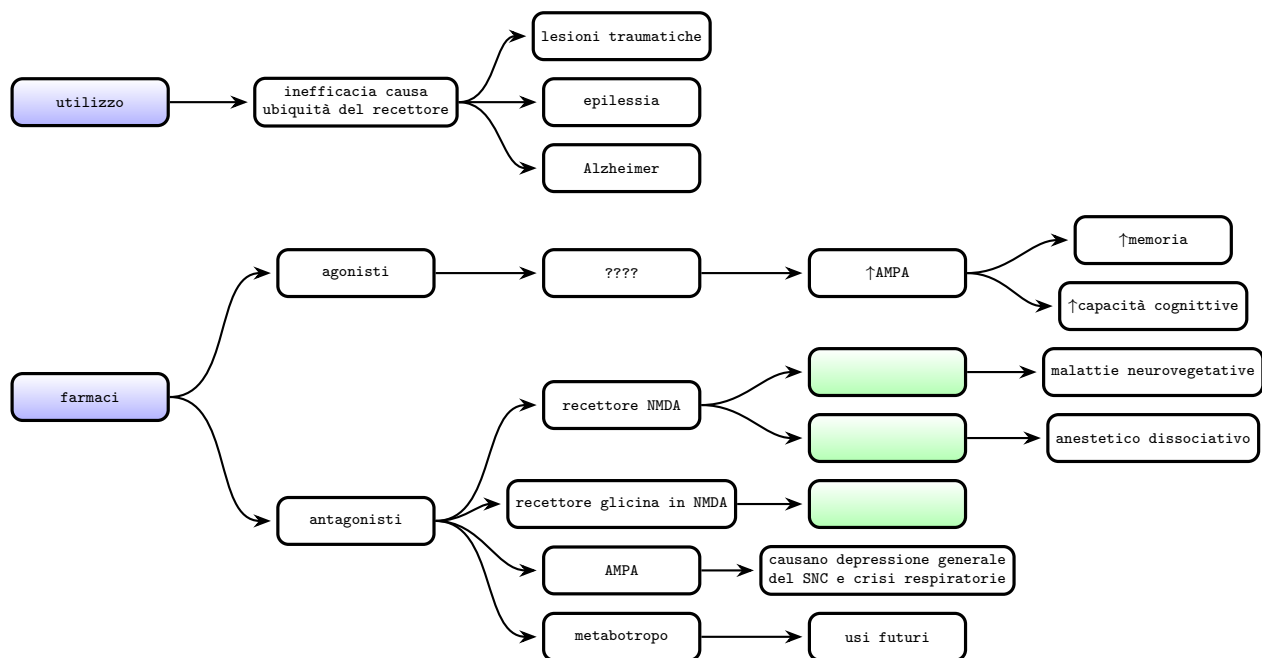 lesioni traumatiche
utilizzo
inefficacia causa
ubiquità del recettore
epilessia
Alzheimer
↑memoria
agonisti
????
↑AMPA
↑capacità cognittive
farmaci
recettore NMDA
malattie neurovegetative
anestetico dissociativo
antagonisti
recettore glicina in NMDA
AMPA
causano depressione generale
del SNC e crisi respiratorie
metabotropo
usi futuri